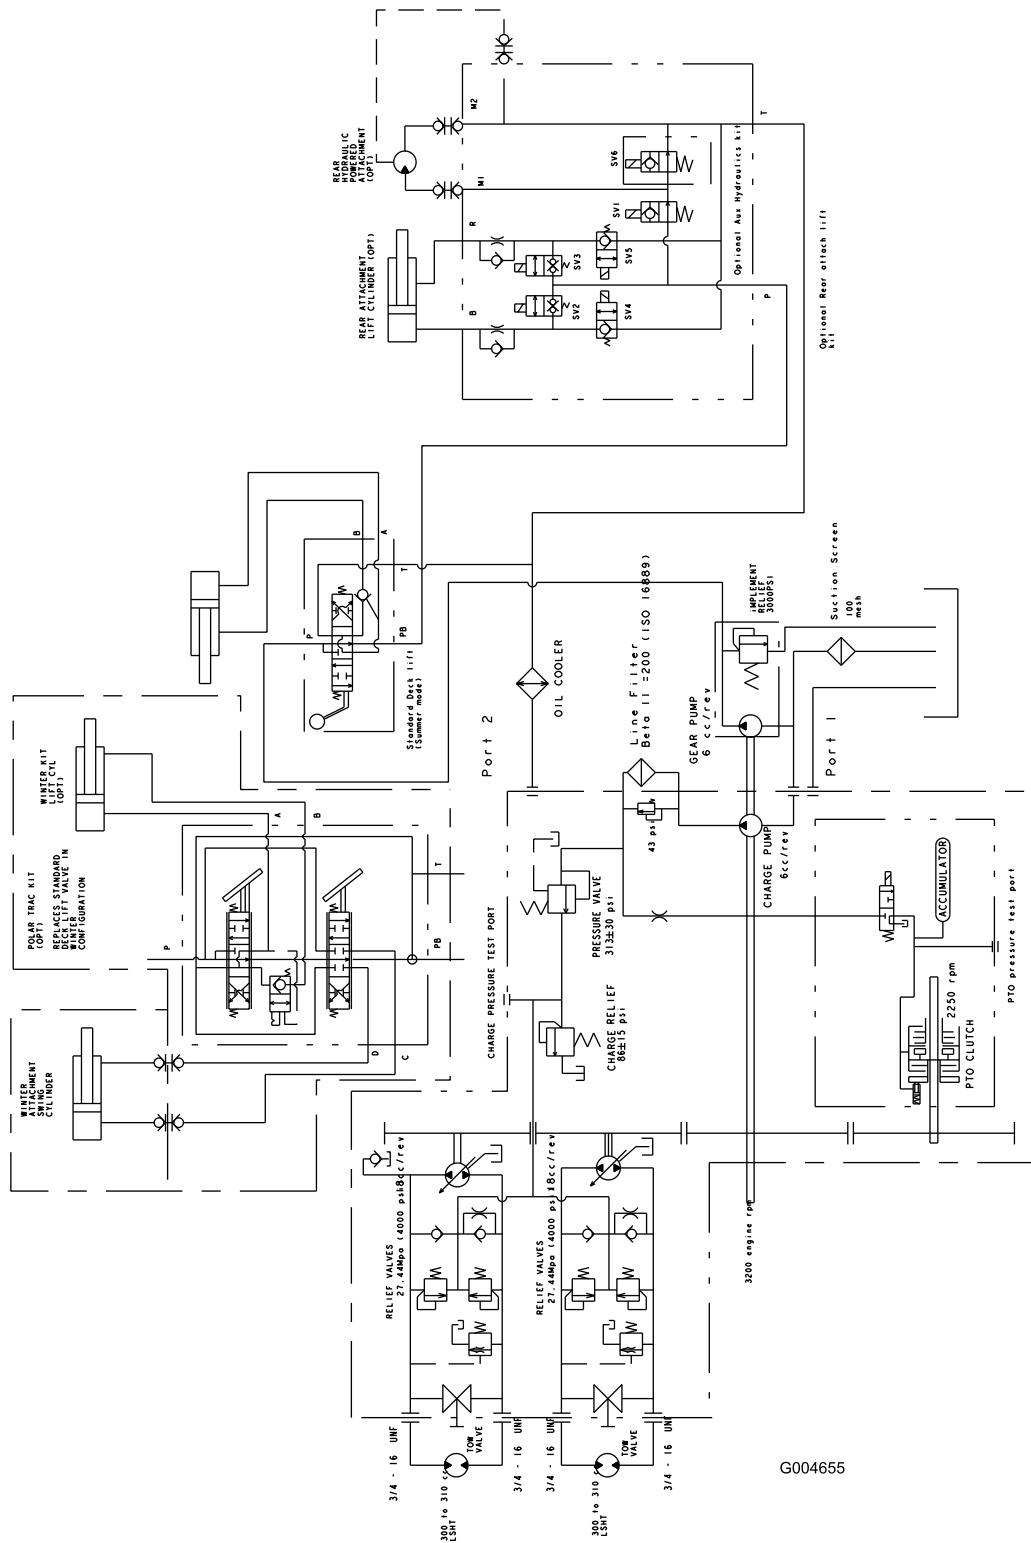 M2
T
REAR
HYDRAULIC
POWERED
ATTACHMENT
(OPT)
M1
SV6
SV1
Optional Aux Hydraulics kit
R
SV3
SV5
REAR ATTACHMENT
LIFT CYLINDER (OPT)
B
SV2
SV4
P
Optional Rear attach lift
kit
B
A
T
P
PB
Standard Deck lift
(Summer mode)
OIL COOLER
Port 2
Line Filter
Beta 11 =200 (ISO 16889)
iMPLEMENT
RELIEF
3000PSI
Suction Screen
100
mesh
GEAR PUMP
6 cc/rev
Port 1
WINTER KIT
LIFT CYL
(OPT)
A
B
POLAR TRAC KIT
(OPT)
REPLACES STANDARD
DECK LIFT VALVE IN
WINTER
CONFIGURATION
P
T
PB
D
C
WINTER
ATTACHMENT
SWING
CYLINDER
43 psi
CHARGE PUMP
6cc/rev
PRESSURE VALVE
313±30 psi
CHARGE PRESSURE TEST PORT
CHARGE RELIEF
86±15 psi
ACCUMULATOR
PTO pressure test port
2250 rpm
PTO CLUTCH
RELIEF VALVES
27.44Mpa (4000 psi)
18cc/rev
RELIEF VALVES
27.44Mpa (4000 psi)
18cc/rev
3200 engine rpm
3/4 - 16 UNF
TOW
VALVE
3/4 - 16 UNF
3/4 - 16 UNF
TOW
VALVE
3/4 - 16 UNF
300 to 310 c
LSHT
300 to 310 c
LSHT
G004655